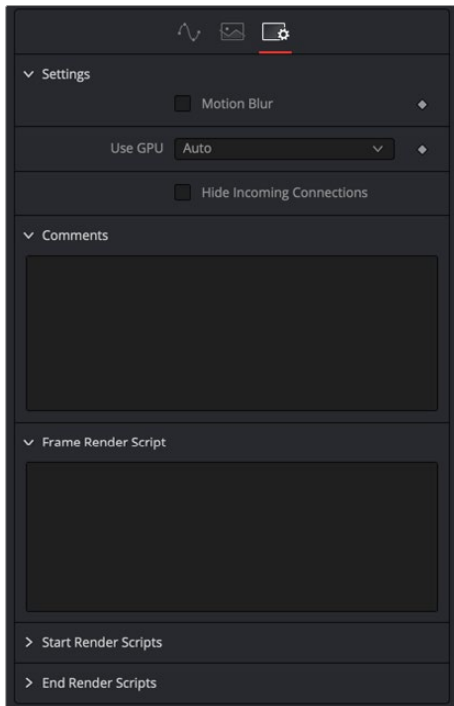 Settings
Motion Blur
Use GPU Auto
Hide Incoming Connections
Comments
Frame Render Script
Start Render Scripts
End Render Scripts